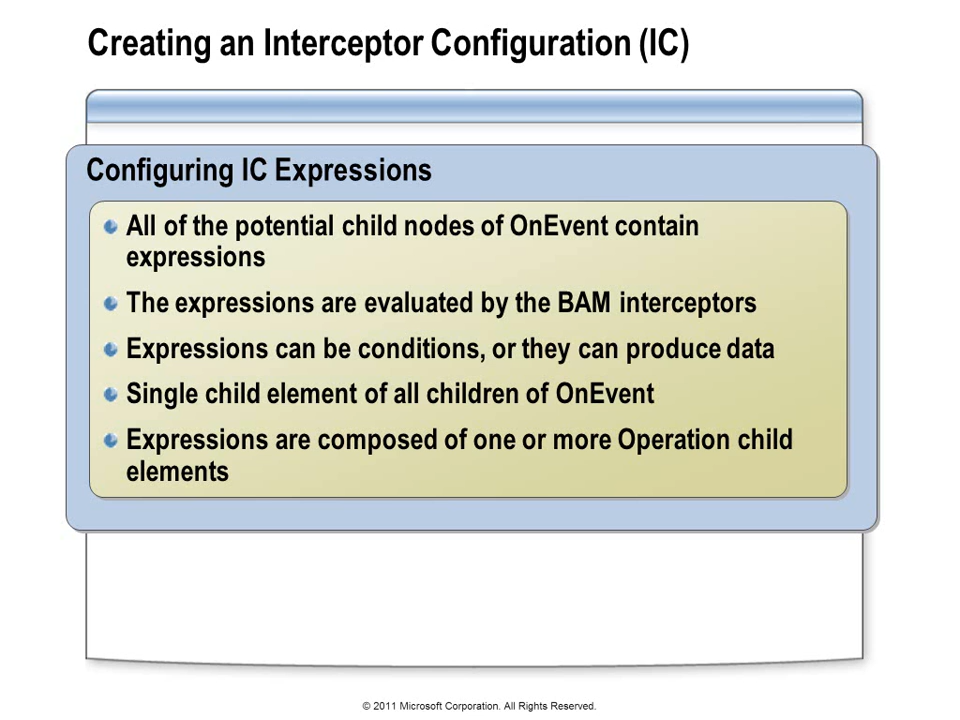 Creating an Interceptor Configuration (IC)
Configuring IC Expressions
All of the potential child nodes of OnEvent contain
expressions
The expressions are evaluated by the BAM interceptors
Expressions can be conditions, or they can produce data
Single child element of all children of OnEvent
Expressions are composed of one or more Operation child
elements
© 2011 Microsoft Corporation. All Rights Reserved.